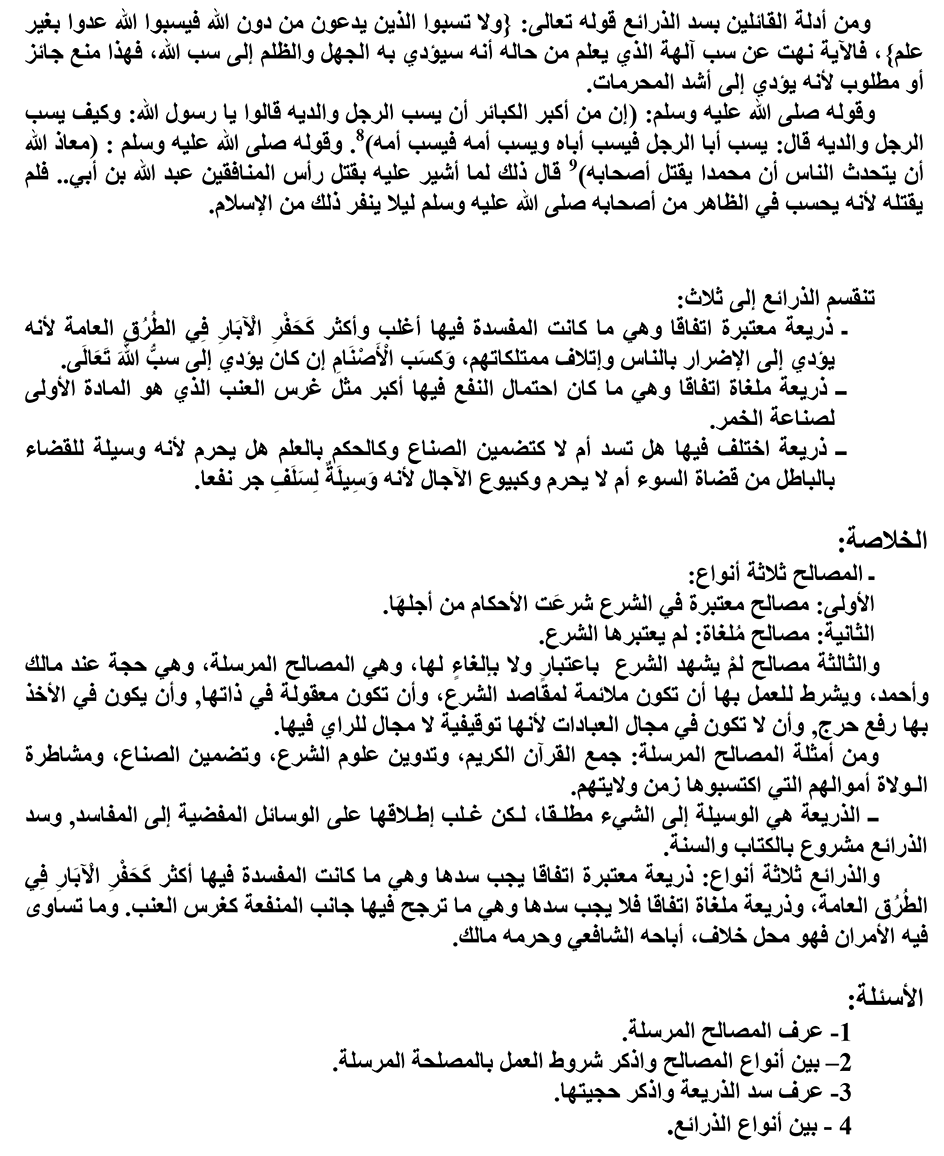 ومن أدلة القائلين بسد الذرائع قوله تعالى: {ولا تسبوا الذين يدعون من دون الله فيسبوا الله عدوا بغير
علم}، فالآية نهت عن سب آلهة الذي يعلم من حاله أنه سيؤدي به الجهل والظلم إلى سب الله، فهذا منع جائز
أو مطلوب لأنه يؤدي إلى أشد المحرمات.
وقوله صلى الله عليه وسلم: (إن من أكبر الكبائر أن يسب الرجل والديه قالوا يا رسول الله: وكيف يسب
الرجل والديه قال: يسب أبا الرجل فيسب أباه ويسب أمه فيسب أمه)8. وقوله صلى الله عليه وسلم : (معاذ الله
أن يتحدث الناس أن محمدا يقتل أصحابه)9 قال ذلك لما أشير عليه بقتل رأس المنافقين عبد الله بن أبي.. فلم
يقتله لأنه يحسب في الظاهر من أصحابه صلى الله عليه وسلم ليلا ينفر ذلك من الإسلام.
تنقسم الذرائع إلى ثلاث:
ـ ذريعة معتبرة اتفاقا وهي ما كانت المفسدة فيها أغلب وأكثر كَحَفْرِ الْآبَارِ فِي الطُرُقِ العامة لأنه
يؤدي إلى الإضرار بالناس وإتلاف ممتلكاتهم، وَكسَب الْأَصْنَامِ إن كان يؤدي إلى سبُّ اللَّهَ تَعَالَى.
– ذريعة ملغاة اتفاقا وهي ما كان احتمال النفع فيها أكبر مثل غرس العنب الذي هو المادة الأولى
لصناعة الخمر.
– ذريعة اختلف فيها هل تسد أم لا كتضمين الصناع وكالحكم بالعلم هل يحرم لأنه وسيلة للقضاء
بالباطل من قضاة السوء أم لا يحرم وكبيوع الآجال لأنه وَسِيلَةٌ لِسَلَفِ جر نفعا.
الخلاصة:
ـ المصالح ثلاثة أنواع:
الأولى: مصالح معتبرة في الشرع شرعَت الأحكام من أجلهَا.
الثانية: مصالح مُلغاة: لم يعتبرها الشرع.
والثالثة مصالح لمْ يشهد الشرع باعتبارٍ ولا بإلغاءٍ لها، وهي المصالح المرسلة، وهي حجة عند مالك
وأحمد، ويشرط للعمل بها أن تكون ملائمة لمقاصد الشرع، وأن تكون معقولة في ذاتها, وأن يكون في الأخذ
بها رفع حرج, وأن لا تكون في مجال العبادات لأنها توقيفية لا مجال للراي فيها.
ومن أمثلة المصالح المرسلة: جمع القرآن الكريم، وتدوين علوم الشرع، وتضمين الصناع، ومشاطرة
الـولاة أموالهم التي اكتسبوها زمن ولايتهم.
– الذريعة هي الوسيلة إلى الشيء مطلـقا، لـكن غـلب إطـلاقها على الوسائل المفضية إلى المفاسد, وسد
الذرائع مشروع بالكتاب والسنة.
والذرائع ثلاثة أنواع: ذريعة معتبرة اتفاقا يجب سدها وهي ما كانت المفسدة فيها أكثر كَحَفْرِ الْآبَارِ فِي
الطُرُق العامة، وذريعة ملغاة اتفاقا فلا يجب سدها وهي ما ترجح فيها جانب المنفعة كغرس العنب. وما تساوى
فيه الأمران فهو محل خلاف، أباحه الشافعي وحرمه مالك.
الأسئلة:
1- عرف المصالح المرسلة.
2– بين أنواع المصالح واذكر شروط العمل بالمصلحة المرسلة.
3- عرف سد الذريعة واذكر حجيتها.
4 - بين أنواع الذرائع.